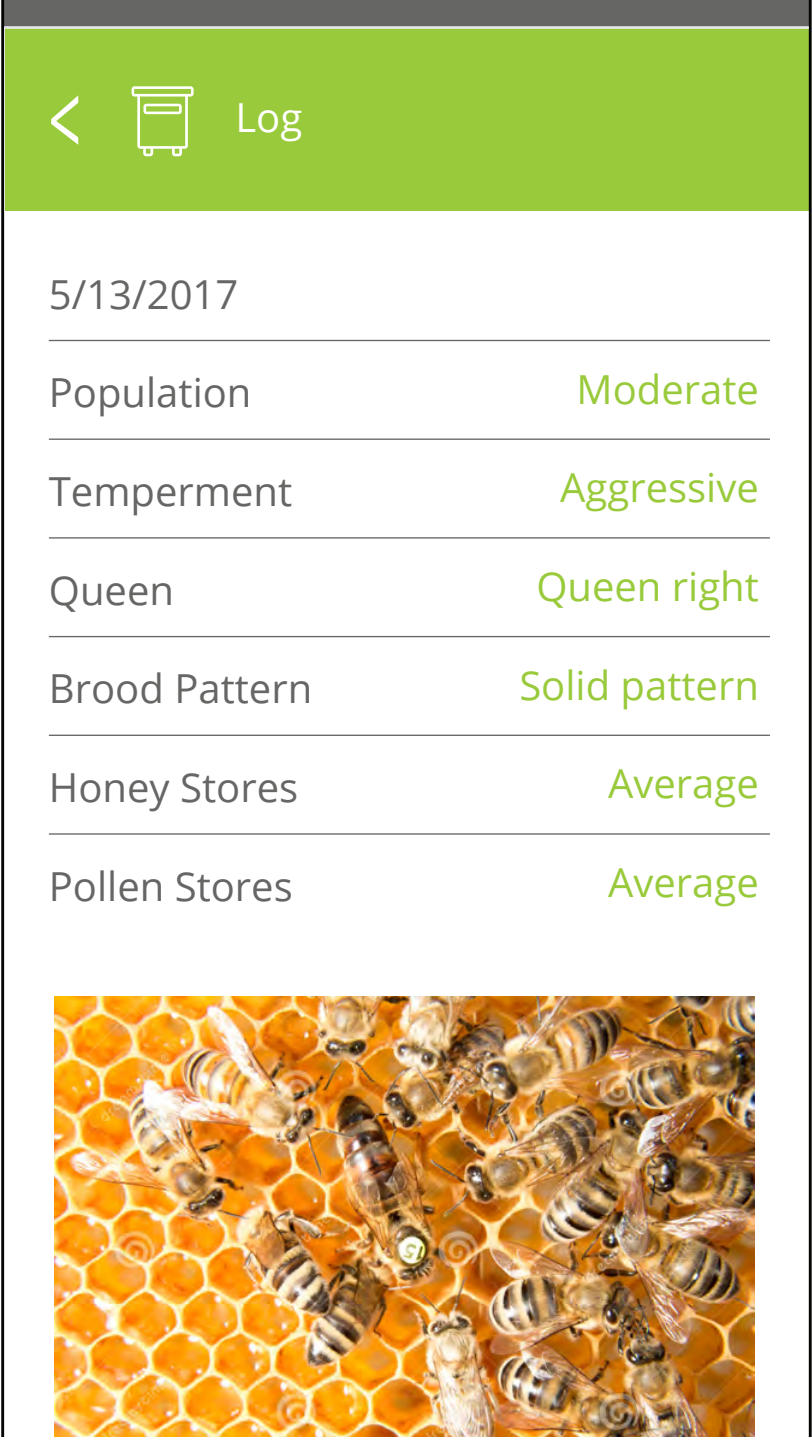 Log
5/13/2017
Population Moderate
Temperment Aggressive
Queen Queen right
Brood Pattern Solid pattern
Honey Stores Average
Pollen Stores Average
15